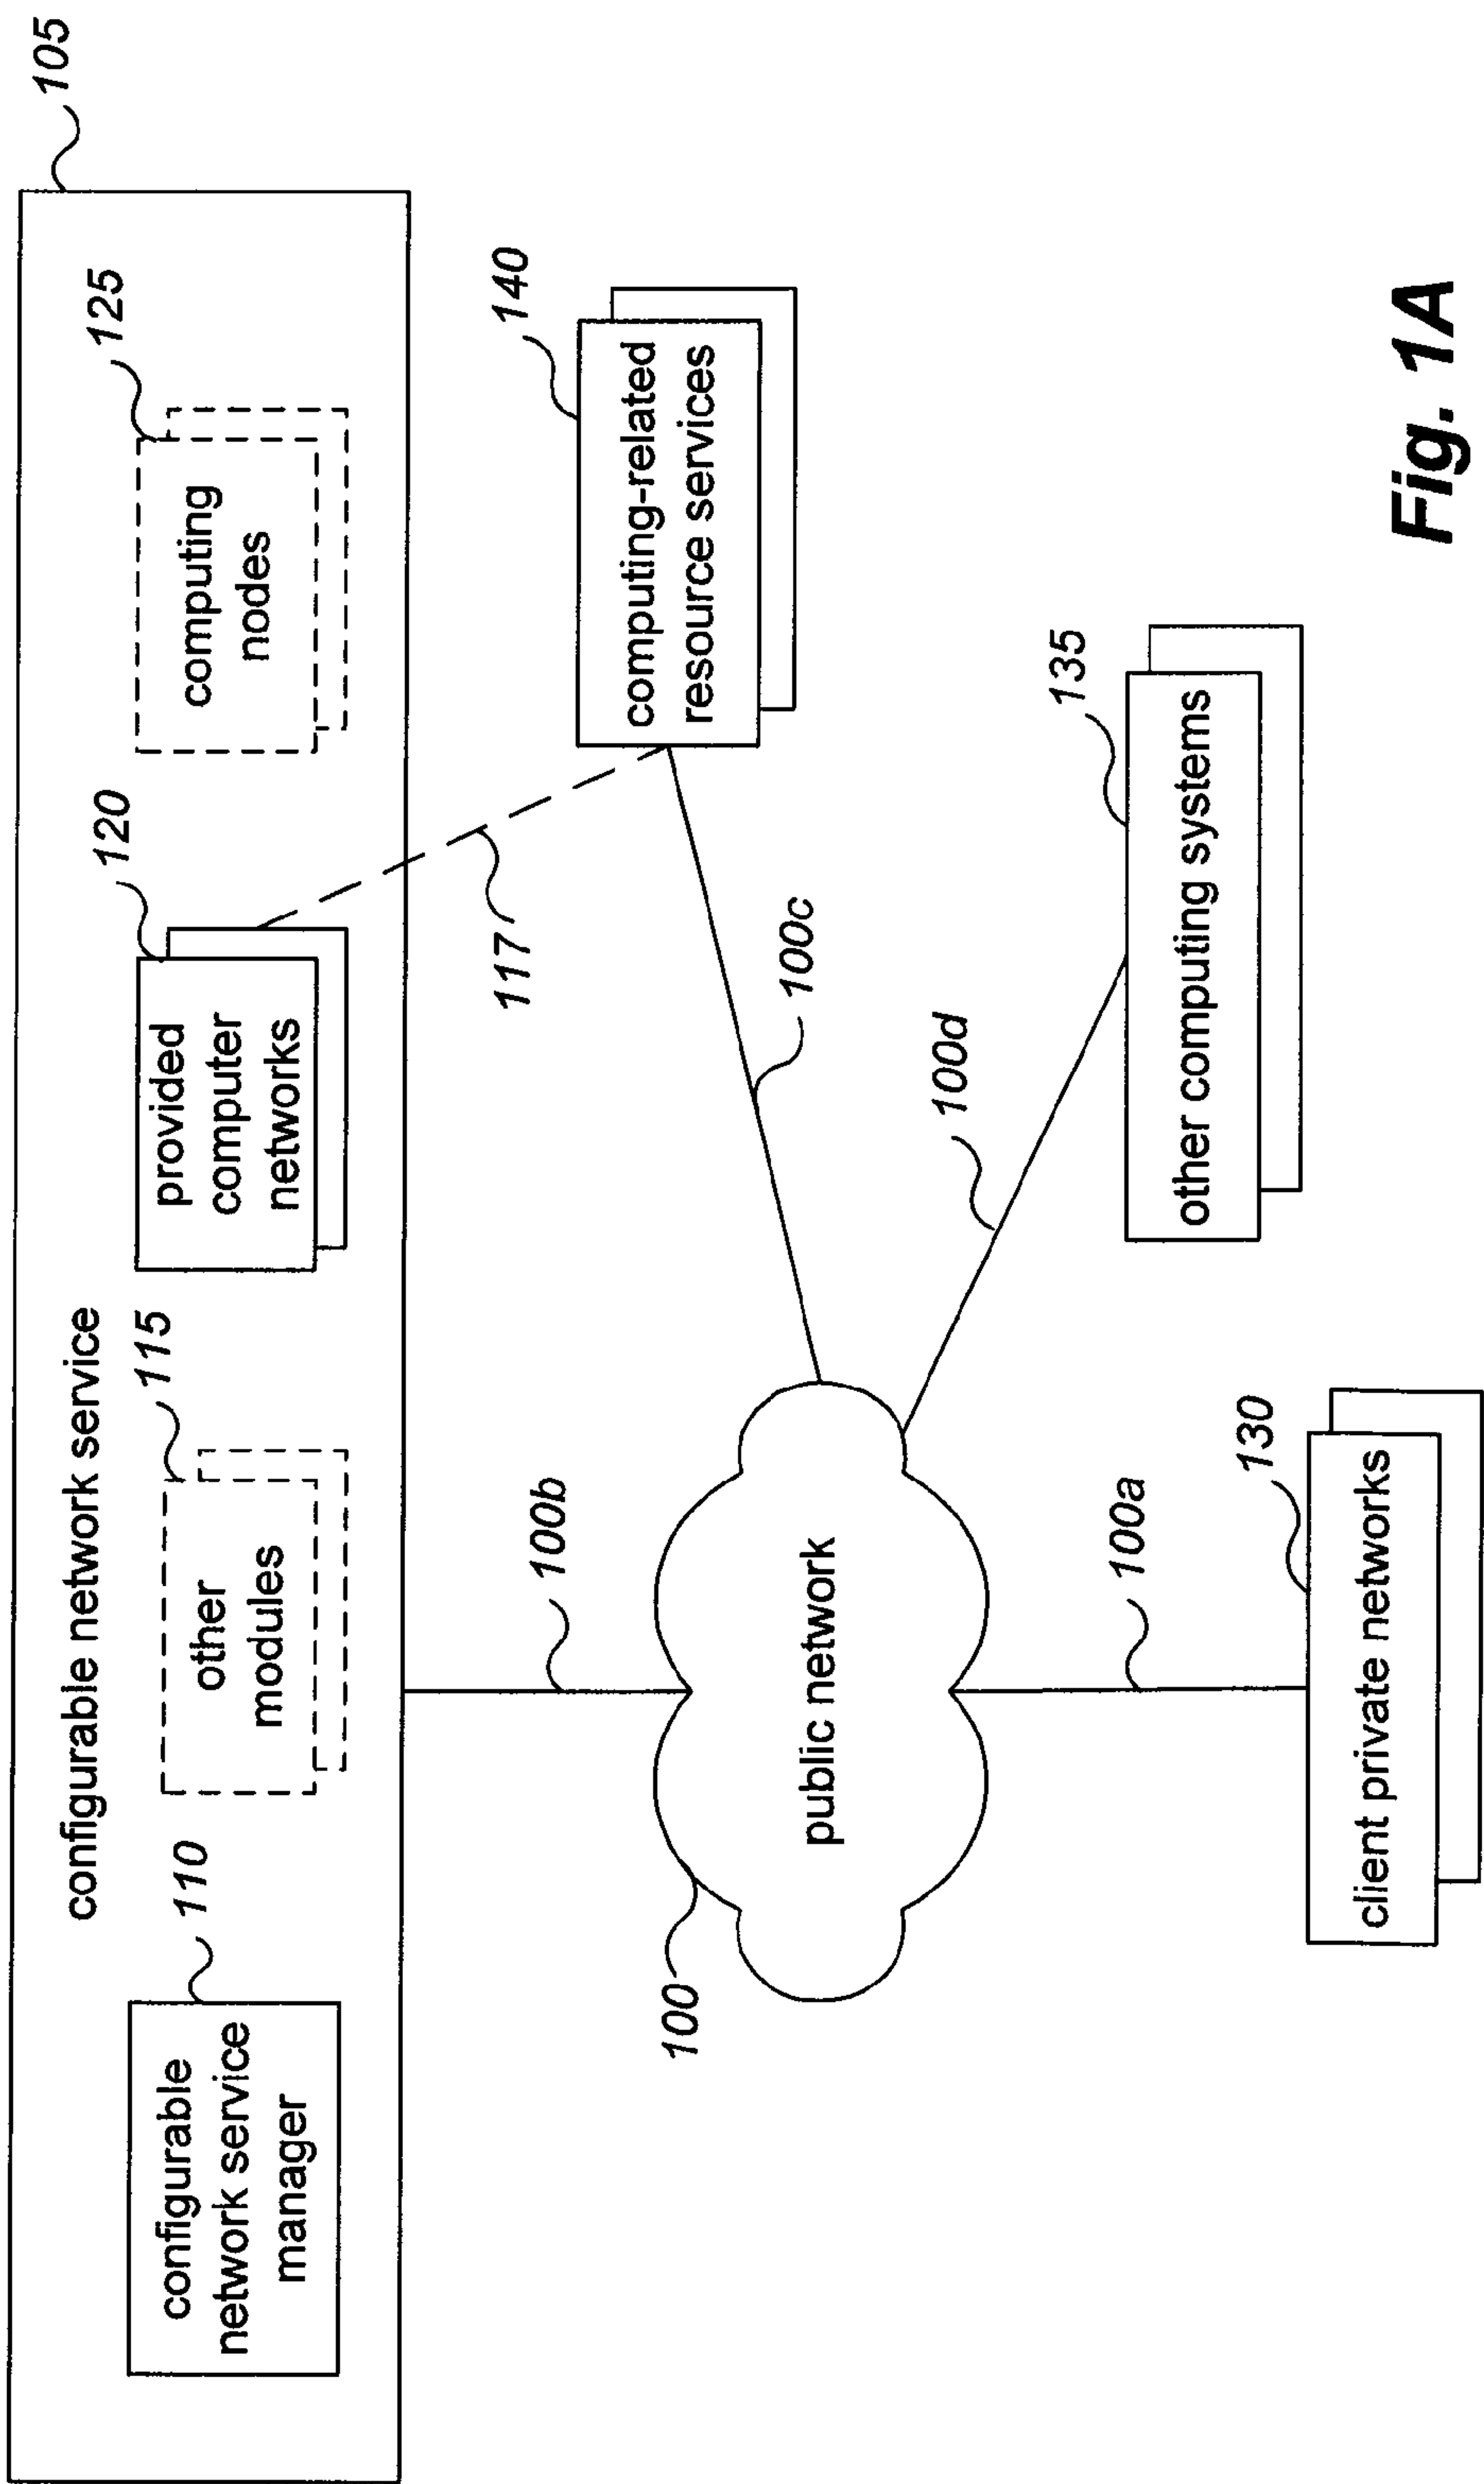 105
configurable network service
110
115
120
125
configurable
network service
manager
other
modules
provided
computer
networks
computing
nodes
117
140
computing-related
resource services
100b
100c
100
public network
100d
135
other computing systems
100a
130
client private networks
Fig. 1A